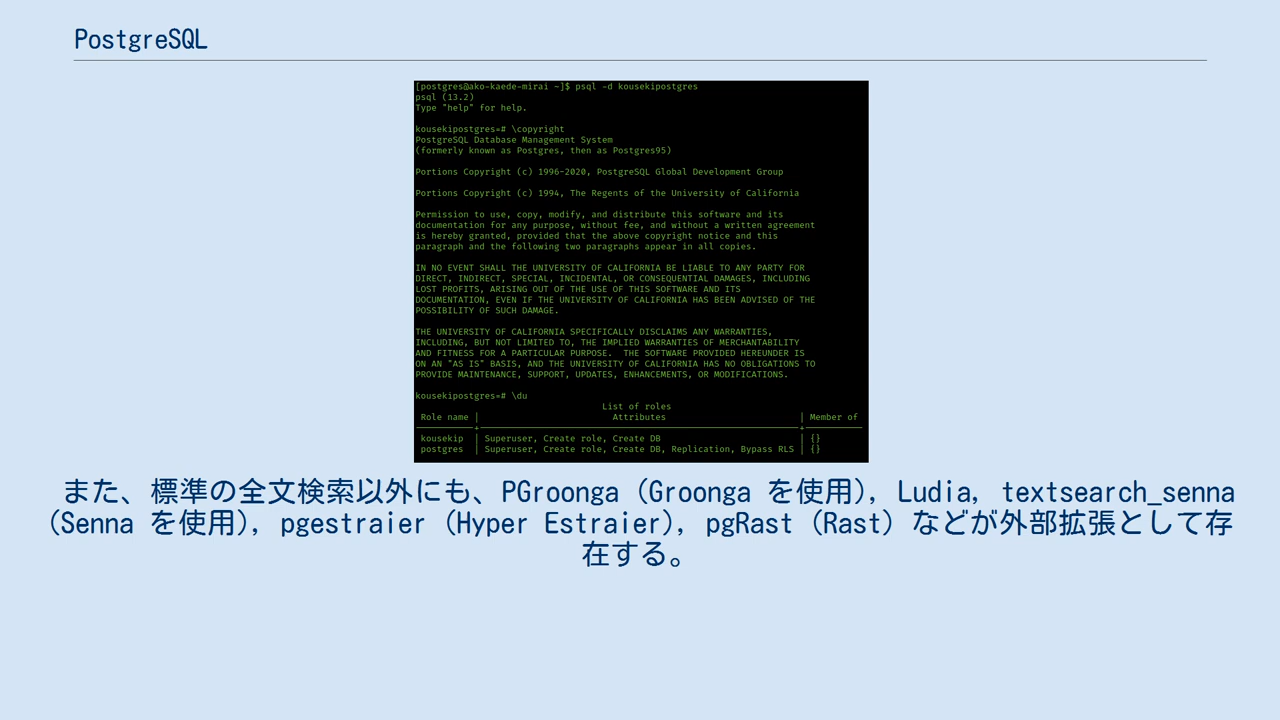 PostgreSQL
[postgres@ako-kaede-mirai ~]$ psql -d kousekipostgres
psql (13.2)
Type "help" for help.
kousekipostgres=# \copyright
PostgreSQL Database Management System
(formerly known as Postgres, then as Postgres95)
Portions Copyright (c) 1996-2020, PostgreSQL Global Development Group
Portions Copyright (c) 1994, The Regents of the University of California
Permission to use, copy, modify, and distribute this software and its
documentation for any purpose, without fee, and without a written agreement
is hereby granted, provided that the above copyright notice and this
paragraph and the following two paragraphs appear in all copies.
IN NO EVENT SHALL THE UNIVERSITY OF CALIFORNIA BE LIABLE TO ANY PARTY FOR
DIRECT, INDIRECT, SPECIAL, INCIDENTAL, OR CONSEQUENTIAL DAMAGES, INCLUDING
LOST PROFITS, ARISING OUT OF THE USE OF THIS SOFTWARE AND ITS
DOCUMENTATION, EVEN IF THE UNIVERSITY OF CALIFORNIA HAS BEEN ADVISED OF THE
POSSIBILITY OF SUCH DAMAGE.
THE UNIVERSITY OF CALIFORNIA SPECIFICALLY DISCLAIMS ANY WARRANTIES,
INCLUDING, BUT NOT LIMITED TO, THE IMPLIED WARRANTIES OF MERCHANTABILITY
AND FITNESS FOR A PARTICULAR PURPOSE.  THE SOFTWARE PROVIDED HEREUNDER IS
ON AN "AS IS" BASIS, AND THE UNIVERSITY OF CALIFORNIA HAS NO OBLIGATIONS TO
PROVIDE MAINTENANCE, SUPPORT, UPDATES, ENHANCEMENTS, OR MODIFICATIONS.
kousekipostgres=# \du
List of roles
Role name | Attributes | Member of
kousekip | Superuser, Create role, Create DB | {}
postgres | Superuser, Create role, Create DB, Replication, Bypass RLS | {}
また、標準の全文検索以外にも、PGroonga (Groonga を使用), Ludia, textsearch_senna
(Senna を使用), pgestraier (Hyper Estraier), pgRast (Rast) などが外部拡張として存
在する。